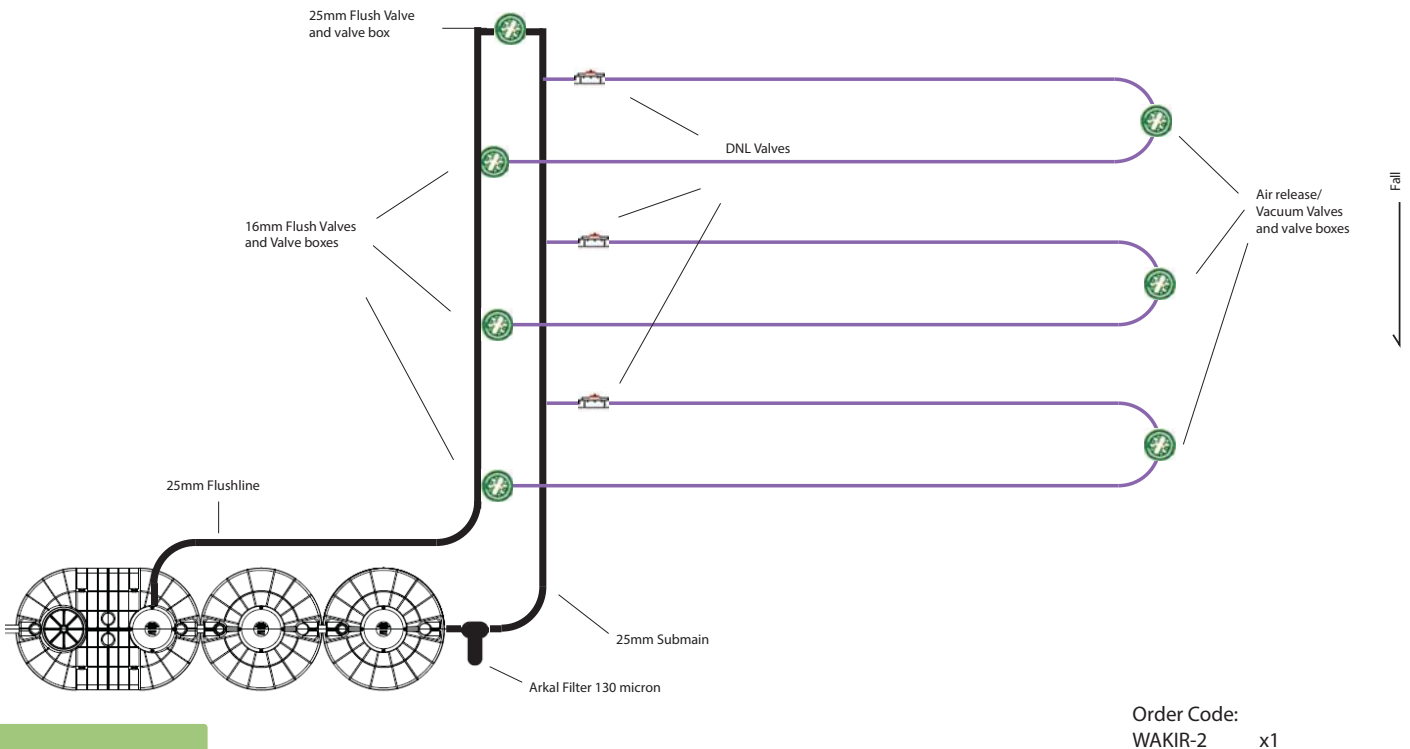 25mm Flush Valve
and valve box
DNL Valves
Fall
Air release/
Vacuum Valves
and valve boxes
16mm Flush Valves
and Valve boxes
25mm Flushline
25mm Submain
Arkal Filter 130 micron
Order Code:
WAKIR-2 x1